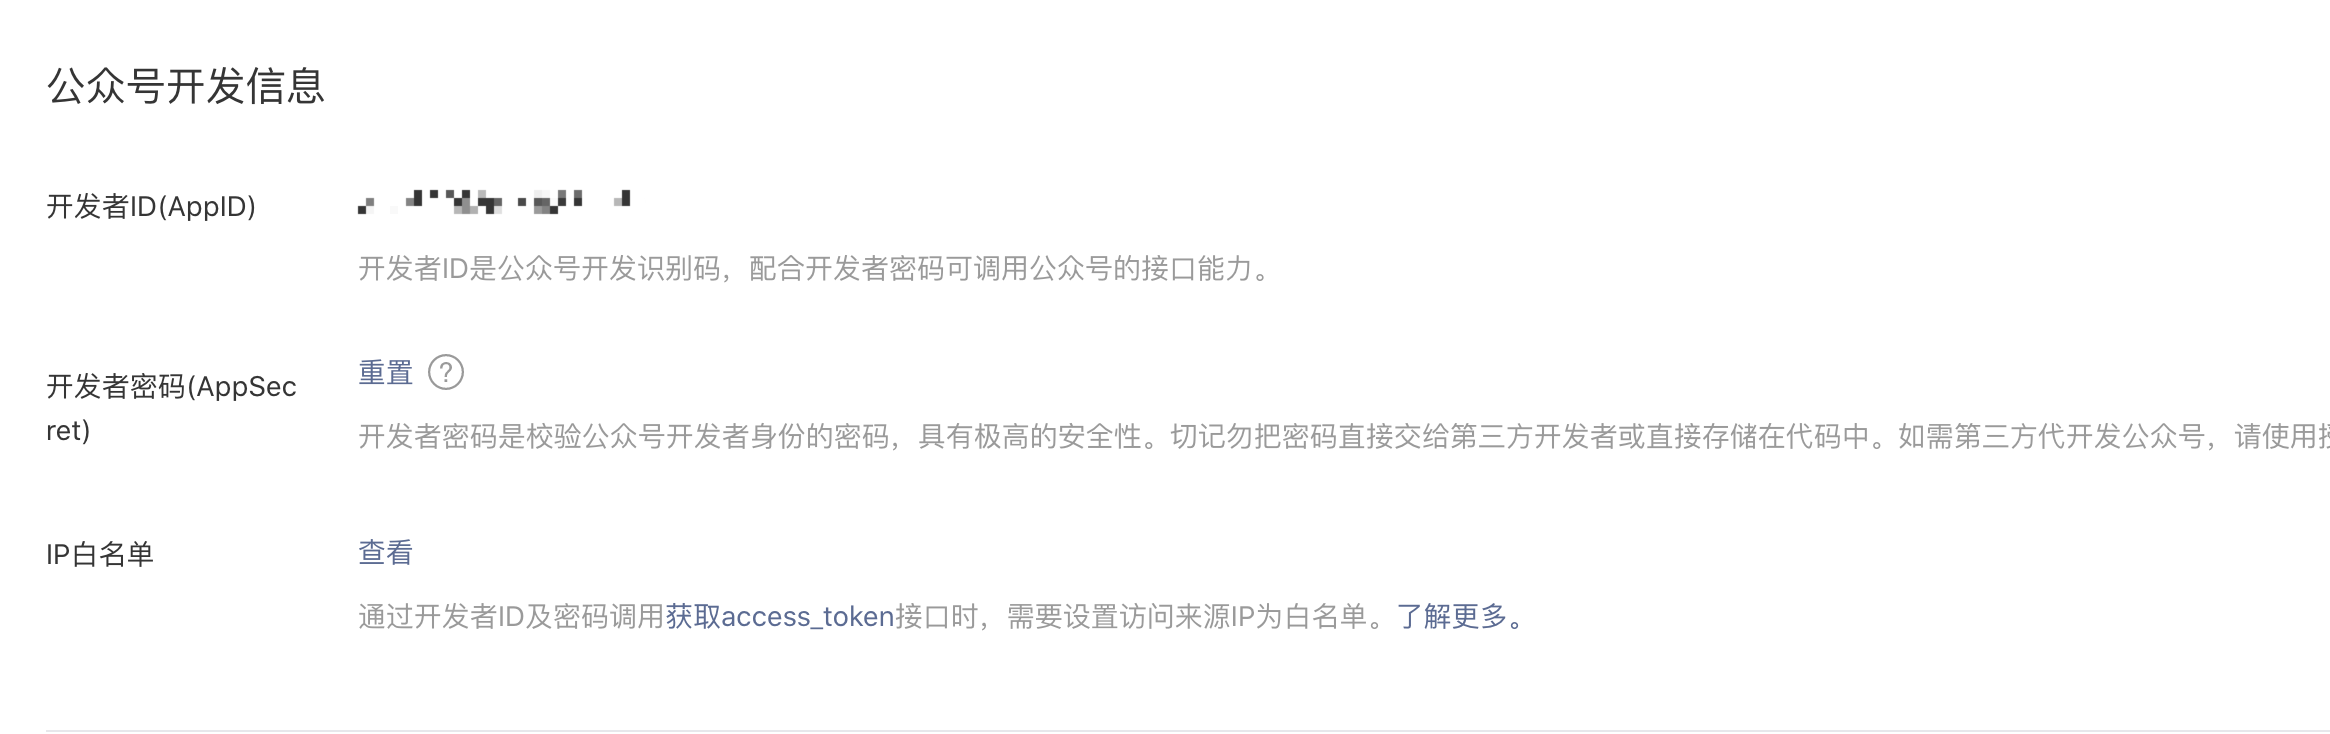 公众号开发信息
开发者ID(AppID)
开发者ID是公众号开发识别码，配合开发者密码可调用公众号的接口能力。
开发者密码(AppSec
ret)
重置 ?
开发者密码是校验公众号开发者身份的密码，具有极高的安全性。切记勿把密码直接交给第三方开发者或直接存储在代码中。如需第三方代开发公众号，请使用
IP白名单
查看
通过开发者ID及密码调用获取access_token接口时，需要设置访问来源IP为白名单。了解更多。